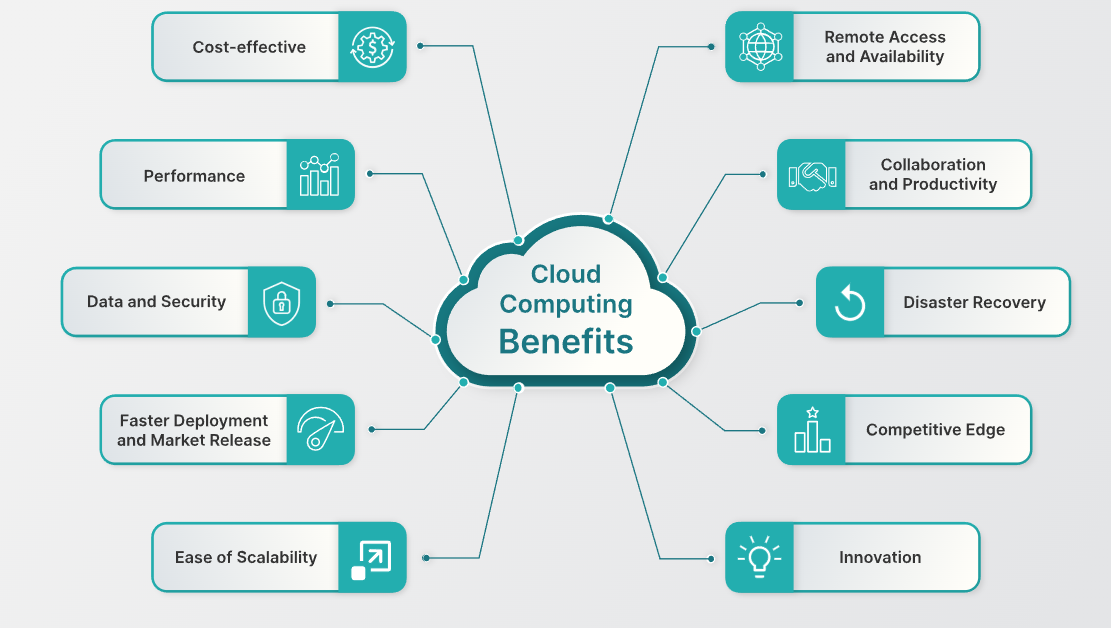 Cost-effective
Performance
Data and Security
Faster Deployment
and Market Release
Ease of Scalability
Cloud
Computing
Benefits
Remote Access
and Availability
Collaboration
and Productivity
Disaster Recovery
Competitive Edge
Innovation
$